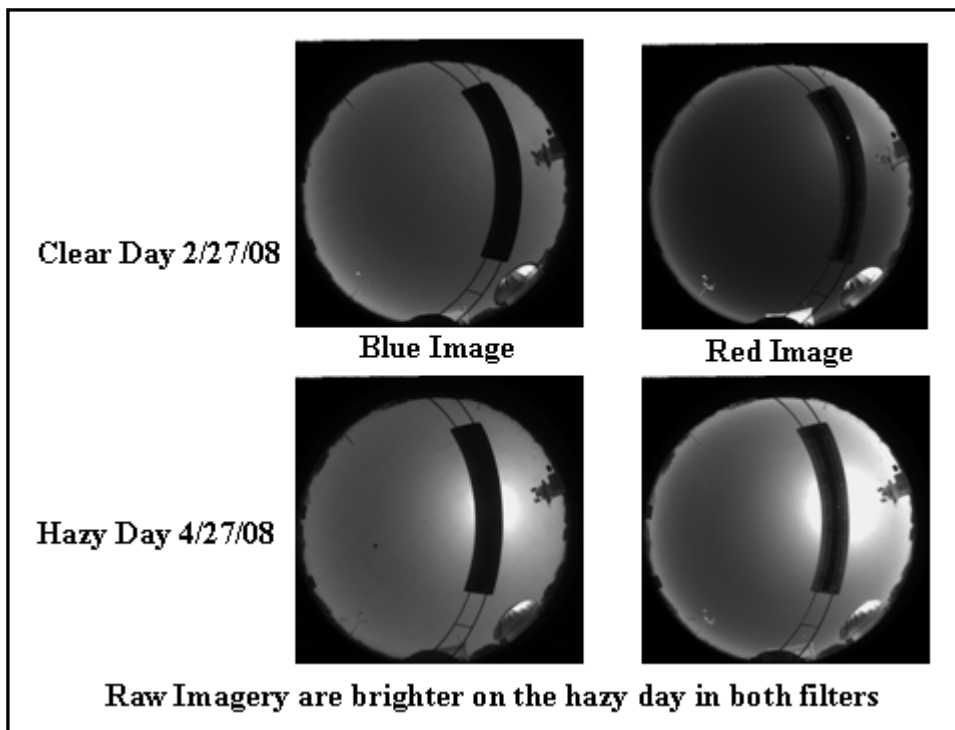 Clear Day 2/27/08
Blue Image
Red Image
Hazy Day 4/27/08
Raw Imagery are brighter on the hazy day in both filters